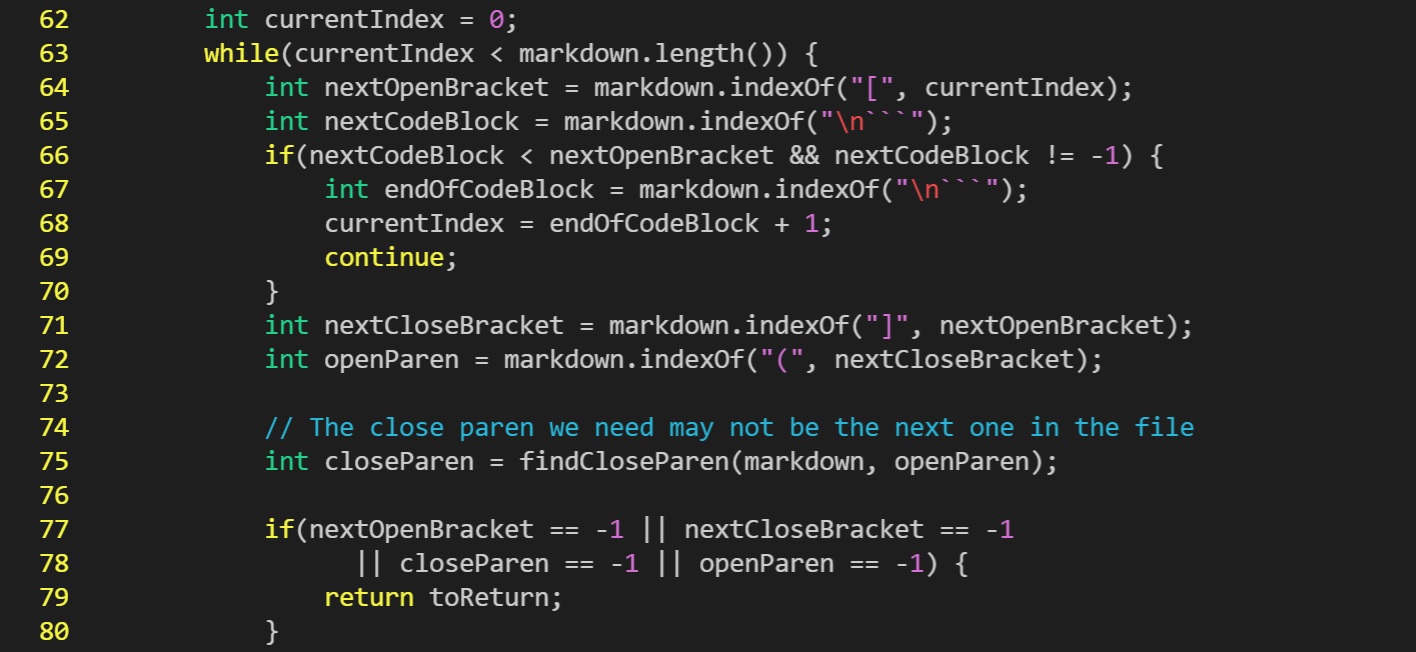 62 int currentIndex = 0;
63 while(currentIndex < markdown.length()) {
64 int nextOpenBracket = markdown.indexOf("[", currentIndex);
65 int nextCodeBlock = markdown.indexOf("\n```");
66 if(nextCodeBlock < nextOpenBracket && nextCodeBlock != -1) {
67 int endOfCodeBlock = markdown.indexOf("\n```");
68 currentIndex = endOfCodeBlock + 1;
69 continue;
70 }
71 int nextCloseBracket = markdown.indexOf("]", nextOpenBracket);
72 int openParen = markdown.indexOf("(", nextCloseBracket);
73
74 // The close paren we need may not be the next one in the file
75 int closeParen = findCloseParen(markdown, openParen);
76
77 if(nextOpenBracket == -1 || nextCloseBracket == -1
78 || closeParen == -1 || openParen == -1) {
79 return toReturn;
80 }